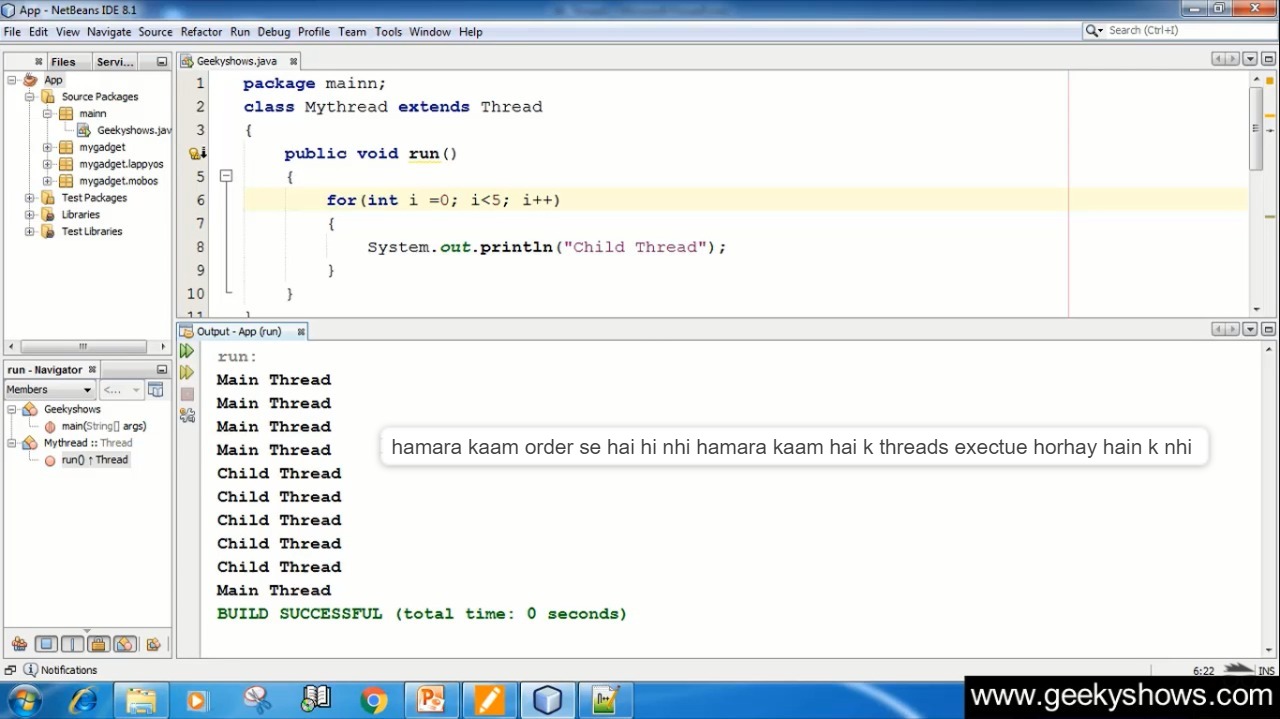 App - NetBeans IDE 8.1
File Edit View Navigate Source Refactor Run Debug Profile Team Tools Window Help
Search (Ctrl+I)
Files
Servi...
App
Source Packages
mainn
Geekyshows.jav
mygadget
mygadget.lappyos
mygadget.mobos
Test Packages
Libraries
Test Libraries
Geekyshows.java
1 package mainn;
2 class Mythread extends Thread
3 {
public void run()
5 {
6 for(int i =0; i<5; i++)
7 {
8 System.out.println("Child Thread");
9 }
10 }
11 }
run - Navigator
Members
<...
Geekyshows
main(String[] args)
Mythread :: Thread
run() ↑ Thread
Output - App (run)
run:
Main Thread
Main Thread
Main Thread
Main Thread
hamara kaam order se hai hi nhi hamara kaam hai k threads exectue horhay hain k nhi
Child Thread
Child Thread
Child Thread
Child Thread
Child Thread
Main Thread
BUILD SUCCESSFUL (total time: 0 seconds)
Notifications
6:22
INS
www.geekyshows.com